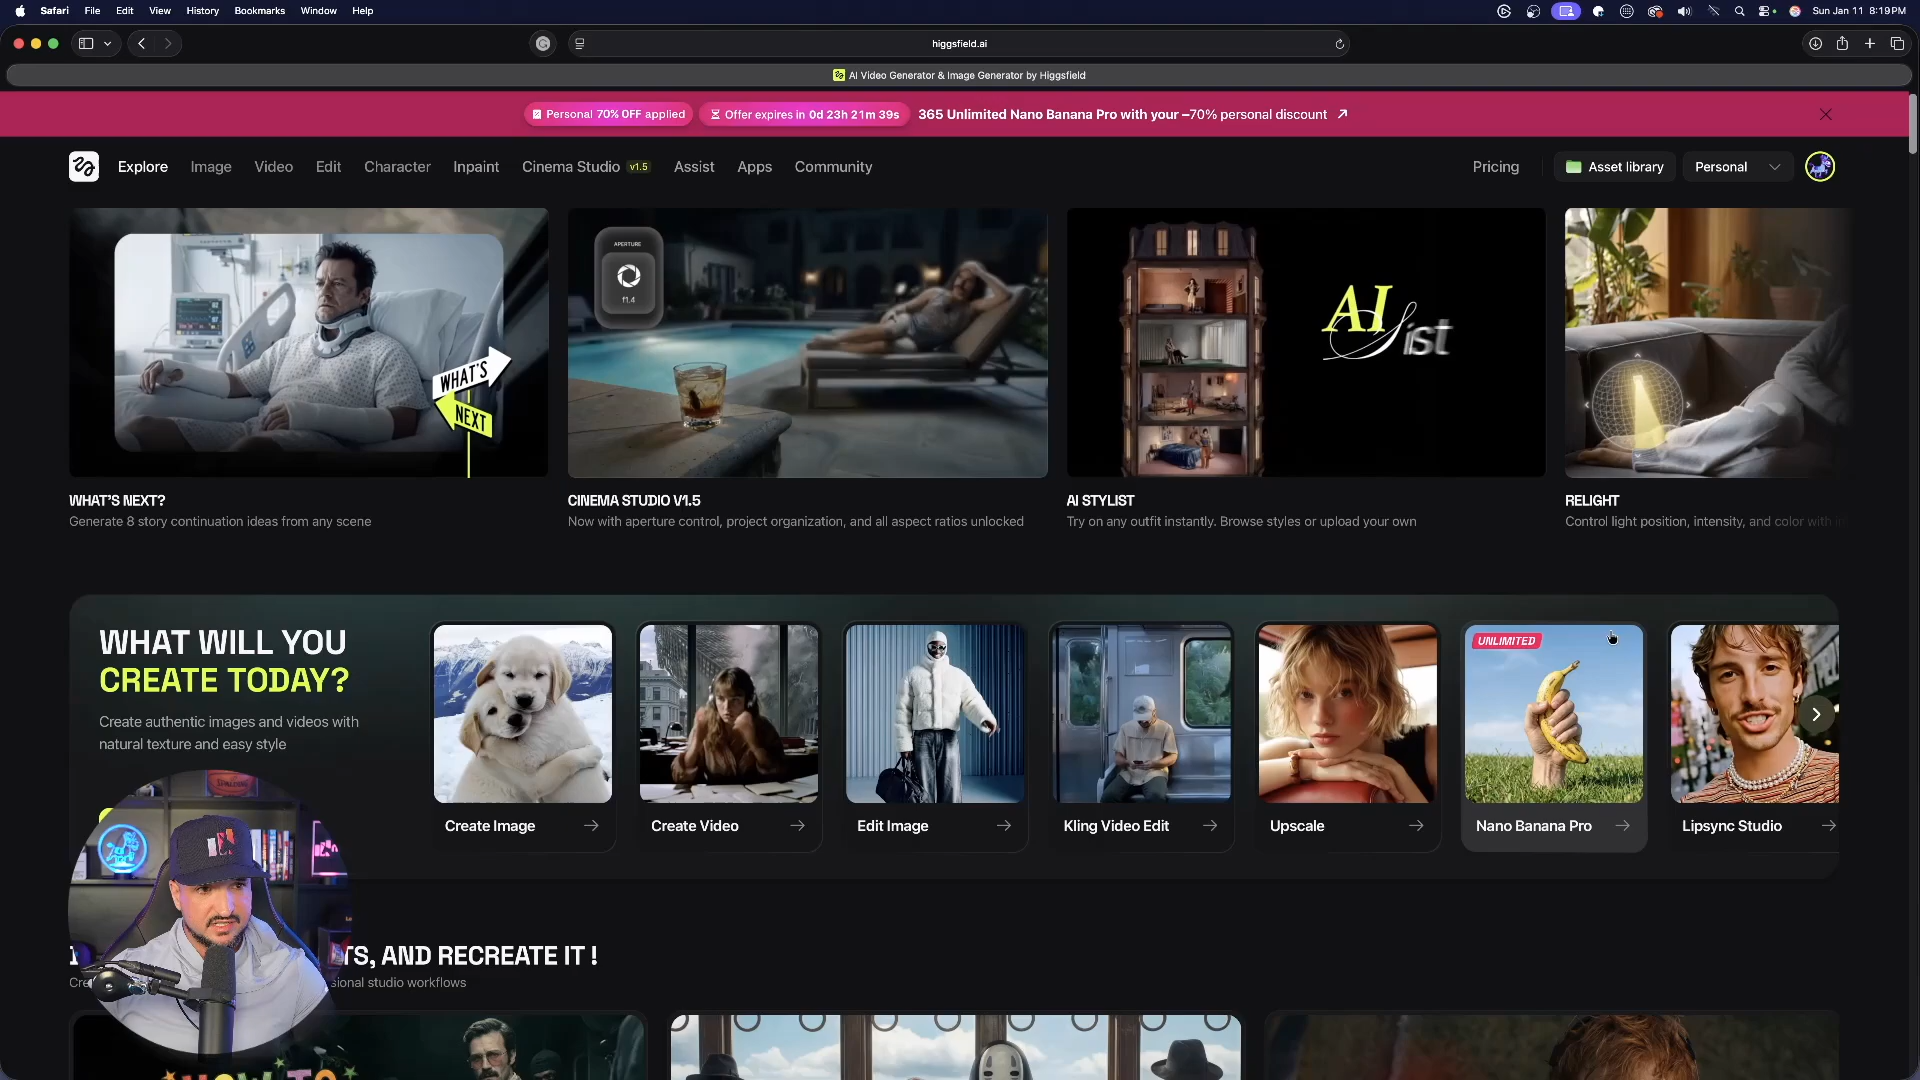 Safari File Edit View History Bookmarks Window Help
Sun Jan 11 8:19 PM
higgsfield.ai
AI Video Generator & Image Generator by Higgsfield
Personal 70% OFF applied
Offer expires in 0d 23h 21m 39s
365 Unlimited Nano Banana Pro with your –70% personal discount
Explore Image Video Edit Character Inpaint Cinema Studio v1.5 Assist Apps Community
Pricing Asset library Personal
APERTURE
f1.4
WHAT'S
NEXT
AI
ist
WHAT'S NEXT?
Generate 8 story continuation ideas from any scene
CINEMA STUDIO V1.5
Now with aperture control, project organization, and all aspect ratios unlocked
AI STYLIST
Try on any outfit instantly. Browse styles or upload your own
RELIGHT
Control light position, intensity, and color with
WHAT WILL YOU
CREATE TODAY?
Create authentic images and videos with
natural texture and easy style
UNLIMITED
Create Image
Create Video
Edit Image
Kling Video Edit
Upscale
Nano Banana Pro
Lipsync Studio
TS, AND RECREATE IT !
sional studio workflows
HOW TO